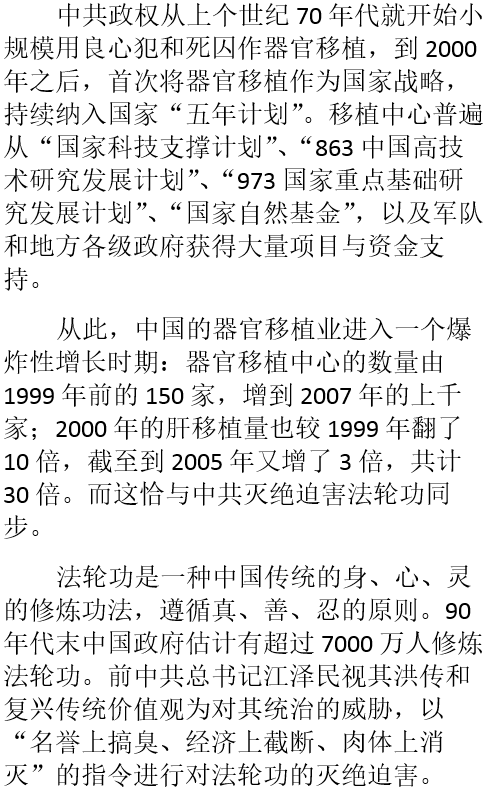 中共政权从上个世纪 70 年代就开始小
规模用良心犯和死囚作器官移植，到 2000
年之后，首次将器官移植作为国家战略，
持续纳入国家“五年计划”。移植中心普遍
从“国家科技支撑计划”、“863 中国高技
术研究发展计划”、“973 国家重点基础研
究发展计划”、“国家自然基金”，以及军队
和地方各级政府获得大量项目与资金支
持。
从此，中国的器官移植业进入一个爆
炸性增长时期：器官移植中心的数量由
1999 年前的 150 家，增到 2007 年的上千
家；2000 年的肝移植量也较 1999 年翻了
10 倍，截至到 2005 年又增了 3 倍，共计
30 倍。而这恰与中共灭绝迫害法轮功同
步。
法轮功是一种中国传统的身、心、灵
的修炼功法，遵循真、善、忍的原则。90
年代末中国政府估计有超过 7000 万人修炼
法轮功。前中共总书记江泽民视其洪传和
复兴传统价值观为对其统治的威胁，以
“名誉上搞臭、经济上截断、肉体上消
灭”的指令进行对法轮功的灭绝迫害。